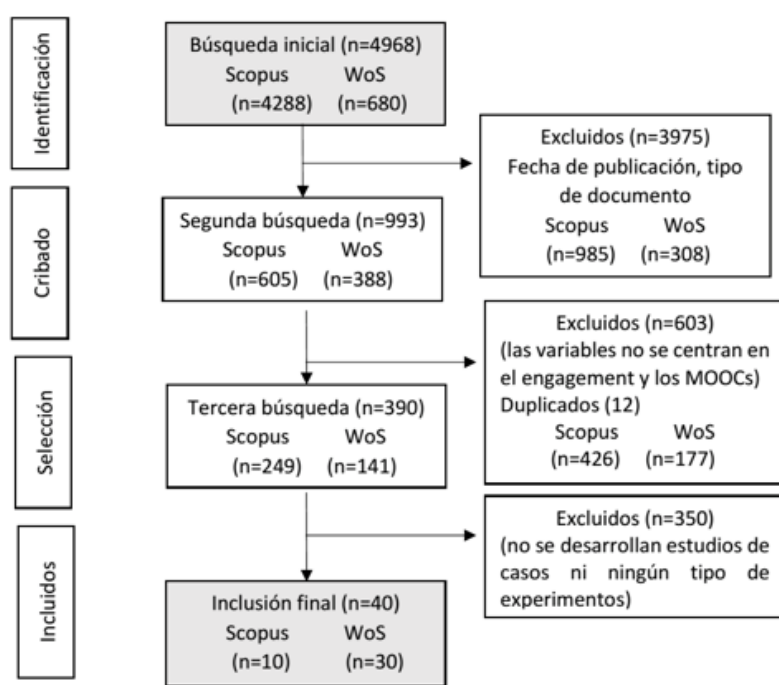 Identificación
Búsqueda inicial (n=4968)
Scopus WoS
(n=4288) (n=680)
Excluidos (n=3975)
Fecha de publicación, tipo
de documento
Scopus WoS
(n=985) (n=308)
Cribado
Segunda búsqueda (n=993)
Scopus WoS
(n=605) (n=388)
Excluidos (n=603)
(las variables no se centran en
el engagement y los MOOCs)
Duplicados (12)
Scopus WoS
(n=426) (n=177)
Selección
Tercera búsqueda (n=390)
Scopus WoS
(n=249) (n=141)
Excluidos (n=350)
(no se desarrollan estudios de
casos ni ningún tipo de
experimentos)
Incluidos
Inclusión final (n=40)
Scopus WoS
(n=10) (n=30)